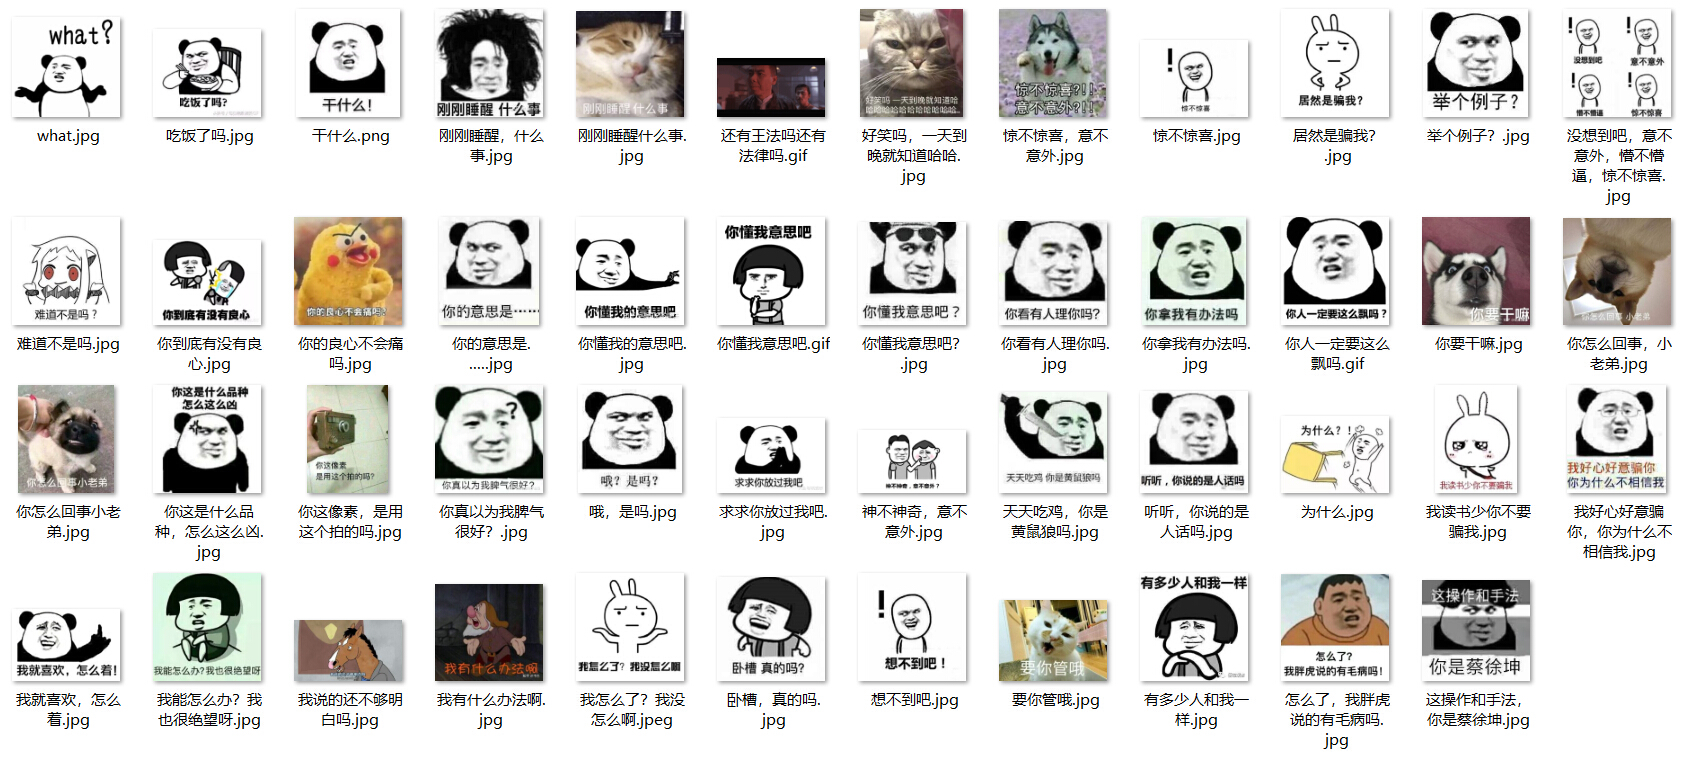 what?
吃饭了吗?
干什么!
刚刚睡醒 什么事
刚刚睡醒什么事
好笑吗 一天到晚就知道哈
哈哈哈哈哈哈哈哈哈哈哈
惊不惊喜?!!
意不意外?!!
!
惊不惊喜
居然是骗我?
举个例子?
!
没想到吧
!
意不意外
!
懵不懵逼
!
惊不惊喜
what.jpg
吃饭了吗.jpg
干什么.png
刚刚睡醒，什么
事.jpg
刚刚睡醒什么事.
jpg
还有王法吗还有
法律吗.gif
好笑吗，一天到
晚就知道哈哈.
jpg
惊不惊喜，意不
意外.jpg
惊不惊喜.jpg
居然是骗我?
.jpg
举个例子? .jpg
没想到吧，意不
意外，懵不懵
逼，惊不惊喜.
jpg
难道不是吗?
你到底有没有良心
你的良心不会痛吗?
你的意思是······
你懂我的意思吧
你懂我意思吧
你懂我意思吧?
你看有人理你吗?
你拿我有办法吗
你人一定要这么飘吗?
你要干嘛
你怎么回事 小老弟
难道不是吗.jpg
你到底有没有良
心.jpg
你的良心不会痛
吗.jpg
你的意思是.
.....jpg
你懂我的意思吧.
jpg
你懂我意思吧.gif
你懂我意思吧?
.jpg
你看有人理你吗.
jpg
你拿我有办法吗.
jpg
你人一定要这么
飘吗.gif
你要干嘛.jpg
你怎么回事，小
老弟.jpg
你怎么回事小老弟
你这是什么品种
怎么这么凶
你这像素
是用这个拍的吗?
?
你真以为我脾气很好?
哦? 是吗?
求求你放过我吧
神不神奇，意不意外?
天天吃鸡 你是黄鼠狼吗
听听，你说的是人话吗
为什么?!!
我读书少你不要骗我
我好心好意骗你
你为什么不相信我
你怎么回事小老
弟.jpg
你这是什么品
种，怎么这么凶.
jpg
你这像素，是用
这个拍的吗.jpg
你真以为我脾气
很好? .jpg
哦，是吗.jpg
求求你放过我吧.
jpg
神不神奇，意不
意外.jpg
天天吃鸡，你是
黄鼠狼吗.jpg
听听，你说的是
人话吗.jpg
为什么.jpg
我读书少你不要
骗我.jpg
我好心好意骗
你，你为什么不
相信我.jpg
我就喜欢，怎么着!
我能怎么办?我也很绝望呀
我有什么办法啊
我怎么了? 我没怎么啊
卧槽 真的吗?
!
想不到吧!
要你管哦
有多少人和我一样
怎么了?
我胖虎说的有毛病吗!
这操作和手法
你是蔡徐坤
我就喜欢，怎么
着.jpg
我能怎么办? 我
也很绝望呀.jpg
我说的还不够明
白吗.jpg
我有什么办法啊.
jpg
我怎么了? 我没
怎么啊.jpeg
卧槽，真的吗.
jpg
想不到吧.jpg
要你管哦.jpg
有多少人和我一
样.jpg
怎么了，我胖虎
说的有毛病吗.
jpg
这操作和手法，
你是蔡徐坤.jpg